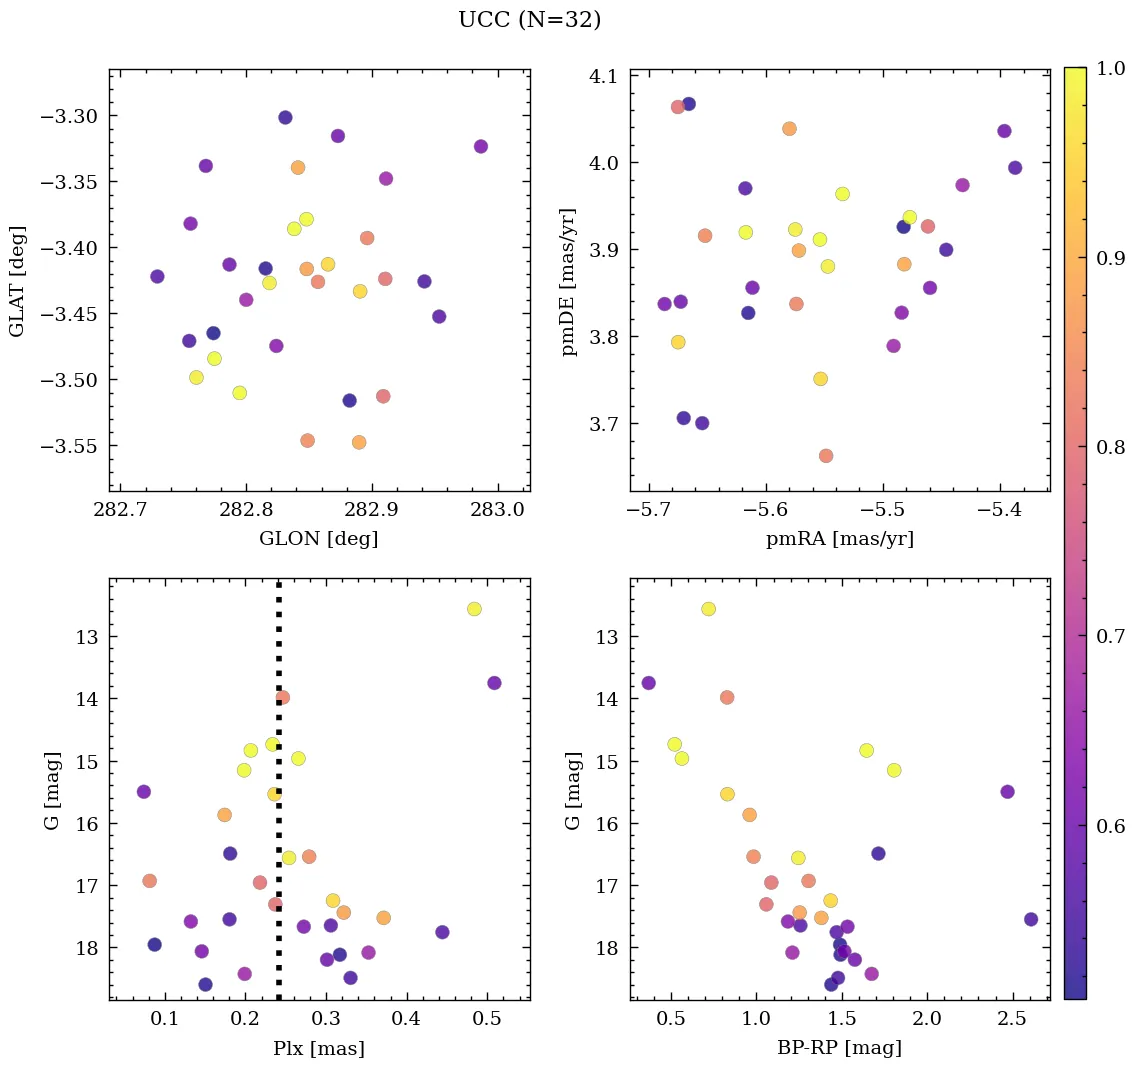 UCC (N=32)
−3.30
−3.35
−3.40
−3.45
−3.50
−3.55
GLAT [deg]
282.7 282.8 282.9 283.0
GLON [deg]
4.1
4.0
3.9
3.8
3.7
pmDE [mas/yr]
−5.7 −5.6 −5.5 −5.4
pmRA [mas/yr]
1.0
0.9
0.8
0.7
0.6
13
14
15
16
17
18
G [mag]
0.1 0.2 0.3 0.4 0.5
Plx [mas]
13
14
15
16
17
18
G [mag]
0.5 1.0 1.5 2.0 2.5
BP-RP [mag]